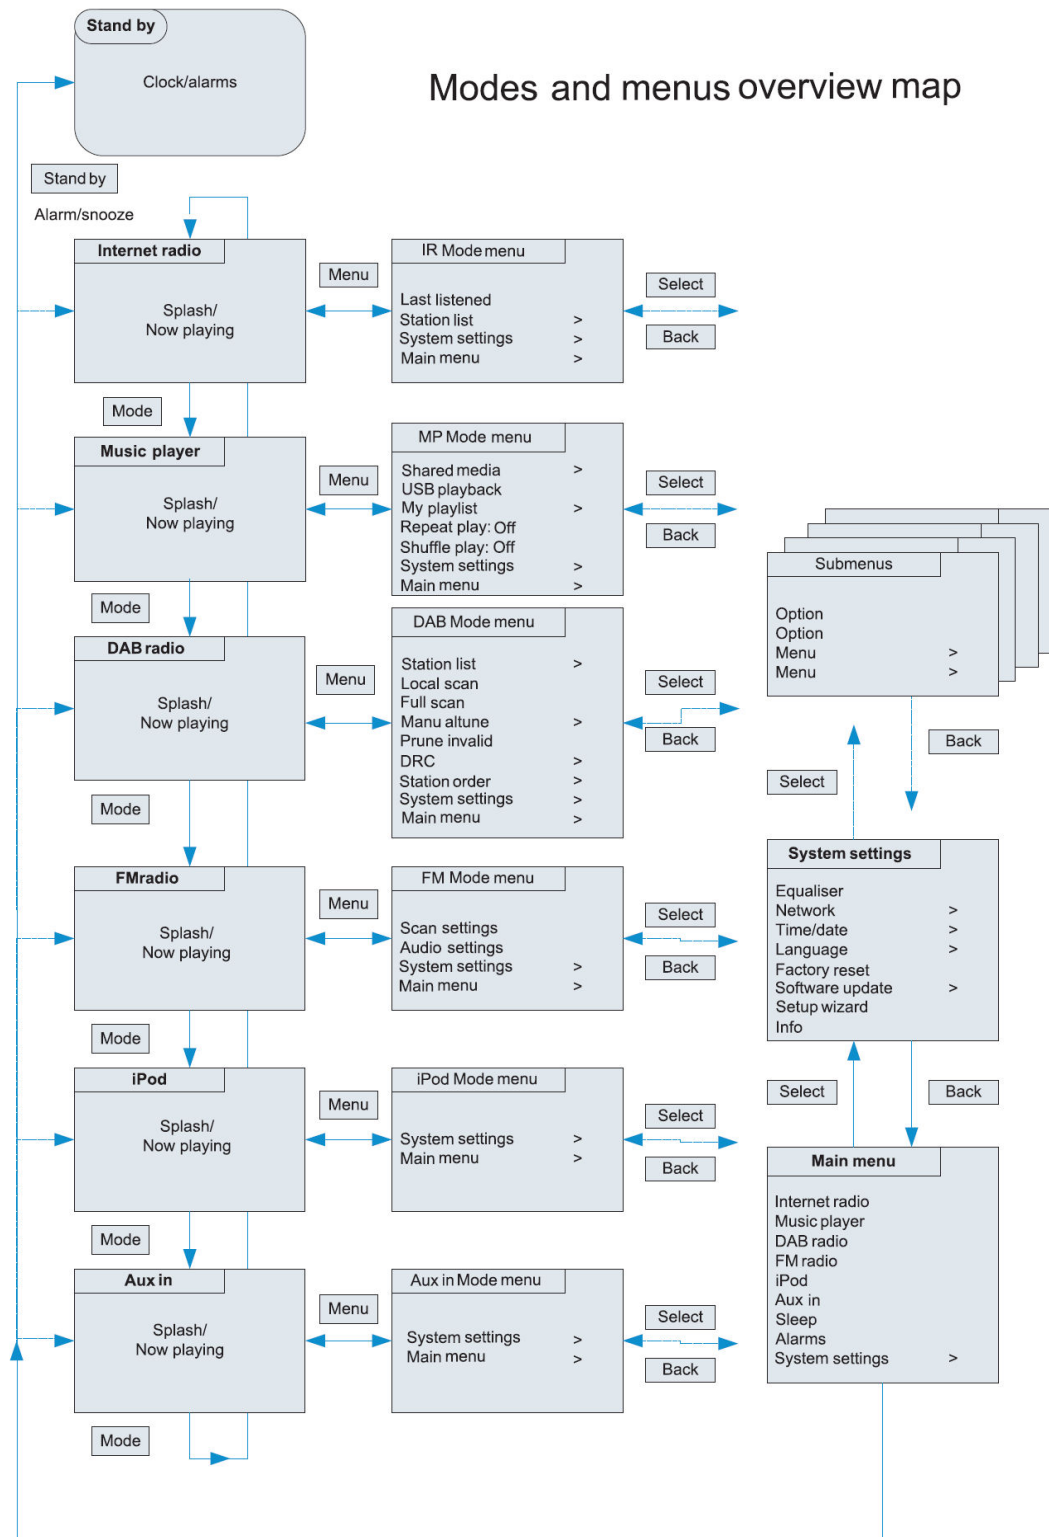 Stand by
Clock/alarms
Modes and menus overview map
Stand by
Alarm/snooze
Internet radio
Splash/
Now playing
Menu
IR Mode menu
Last listened
Station list >
System settings >
Main menu >
Select
Back
Mode
Music player
Splash/
Now playing
Menu
MP Mode menu
Shared media >
USB playback
My playlist >
Repeat play: Off
Shuffle play: Off
System settings >
Main menu >
Select
Back
Mode
DAB radio
Splash/
Now playing
Menu
DAB Mode menu
Station list >
Local scan
Full scan
Manu altune >
Prune invalid
DRC >
Station order >
System settings >
Main menu >
Select
Back
Submenus
Option
Option
Menu >
Menu >
Select
Back
Mode
FMradio
Splash/
Now playing
Menu
FM Mode menu
Scan settings
Audio settings
System settings >
Main menu >
Select
Back
System settings
Equaliser
Network >
Time/date >
Language >
Factory reset
Software update >
Setup wizard
Info
Select
Back
Mode
iPod
Splash/
Now playing
Menu
iPod Mode menu
System settings >
Main menu >
Select
Back
Main menu
Internet radio
Music player
DAB radio
FM radio
iPod
Aux in
Sleep
Alarms
System settings >
Mode
Aux in
Splash/
Now playing
Menu
Aux in Mode menu
System settings >
Main menu >
Select
Back
Mode